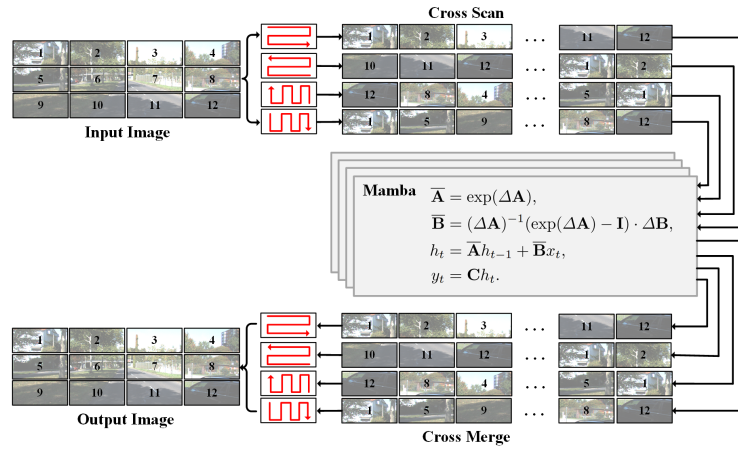 Cross Scan
1 2 3 ... 11 12
1 2 3 4
10 11 12 ... 1 2
5 6 7 8
12 8 4 ... 5 1
9 10 11 12
1 5 9 ... 8 12
Input Image
Mamba
A̅ = exp(ΔA),
B̅ = (ΔA)⁻¹(exp(ΔA) − I) · ΔB,
hₜ = A̅hₜ₋₁ + B̅xₜ,
yₜ = Chₜ.
1 2 3 ... 11 12
1 2 3 4
10 11 12 ... 1 2
5 6 7 8
12 8 4 ... 5 1
9 10 11 12
1 5 9 ... 8 12
Output Image
Cross Merge